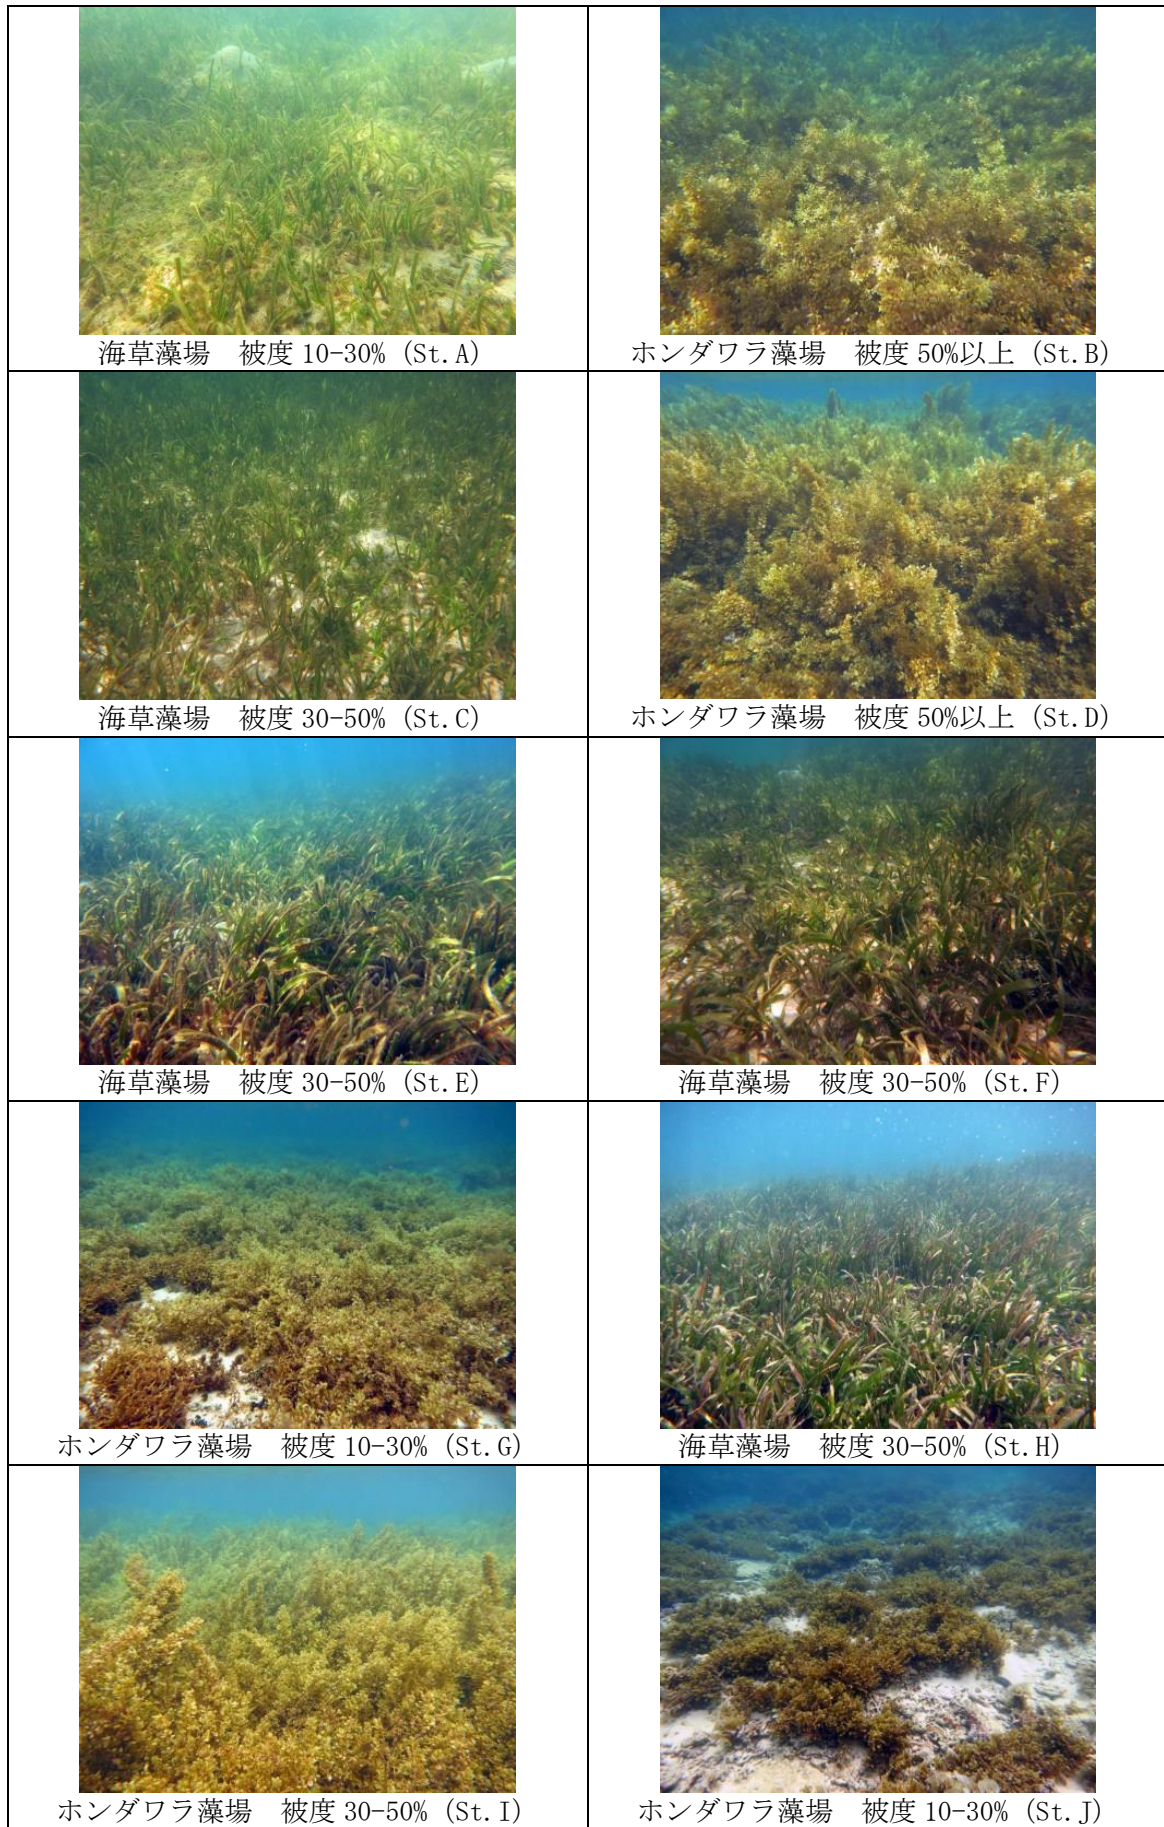 海草藻場　被度 10-30% (St.A)
ホンダワラ藻場　被度 50%以上 (St.B)
海草藻場　被度 30-50% (St.C)
ホンダワラ藻場　被度 50%以上 (St.D)
海草藻場　被度 30-50% (St.E)
海草藻場　被度 30-50% (St.F)
ホンダワラ藻場　被度 10-30% (St.G)
海草藻場　被度 30-50% (St.H)
ホンダワラ藻場　被度 30-50% (St.I)
ホンダワラ藻場　被度 10-30% (St.J)